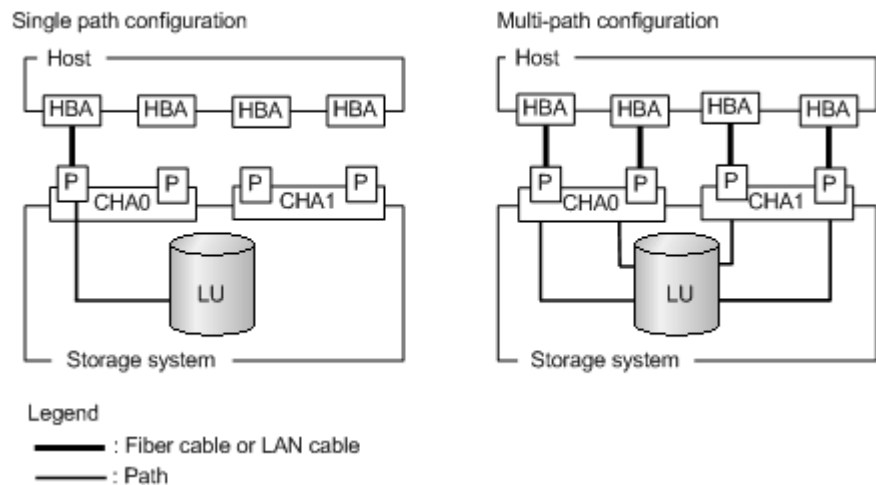 Single path configuration
Host
HBA HBA HBA HBA
P P P P
CHA0 CHA1
LU
Storage system
Multi-path configuration
Host
HBA HBA HBA HBA
P P P P
CHA0 CHA1
LU
Storage system
Legend
: Fiber cable or LAN cable
: Path